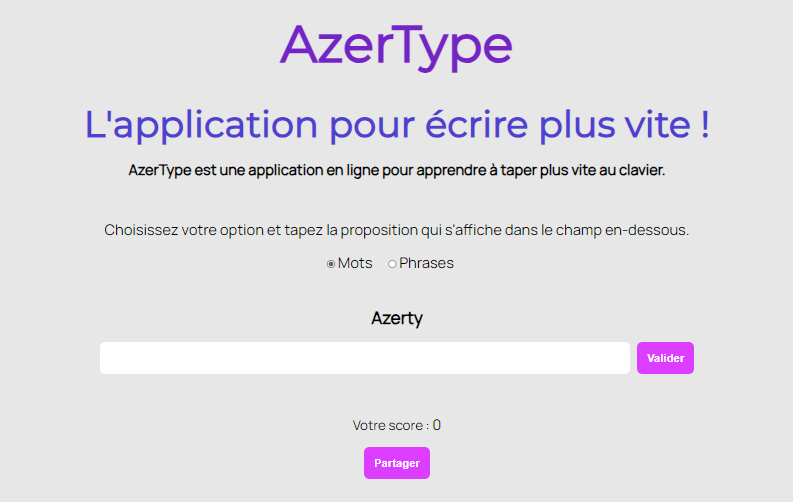 AzerType
L'application pour écrire plus vite !
AzerType est une application en ligne pour apprendre à taper plus vite au clavier.
Choisissez votre option et tapez la proposition qui s'affiche dans le champ en-dessous.
Mots Phrases
Azerty
Valider
Votre score : 0
Partager